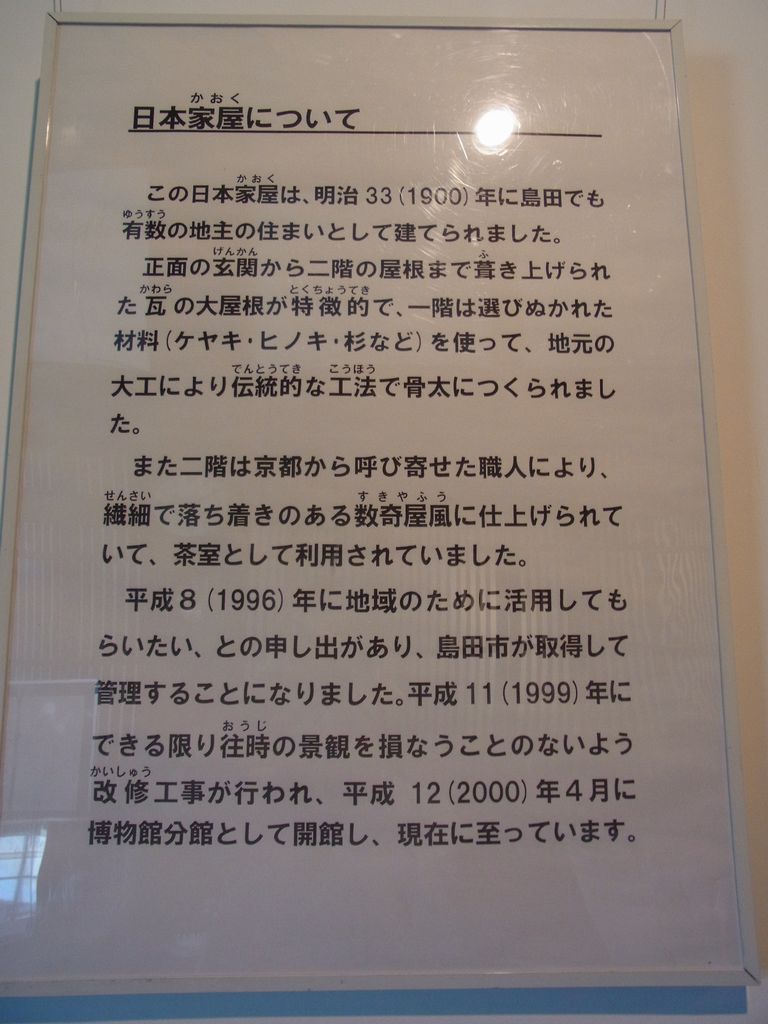 日本家屋について
この日本家屋は、明治33(1900)年に島田でも
有数の地主の住まいとして建てられました。
正面の玄関から二階の屋根まで葺き上げられ
た瓦の大屋根が特徴的で、一階は選びぬかれた
材料(ケヤキ・ヒノキ・杉など)を使って、地元の
大工により伝統的な工法で骨太につくられまし
た。
また二階は京都から呼び寄せた職人により、
繊細で落ち着きのある数奇屋風に仕上げられて
いて、茶室として利用されていました。
平成8(1996)年に地域のために活用しても
らいたい、との申し出があり、島田市が取得して
管理することになりました。平成11(1999)年に
できる限り往時の景観を損なうことのないよう
改修工事が行われ、平成12(2000)年4月に
博物館分館として開館し、現在に至っています。